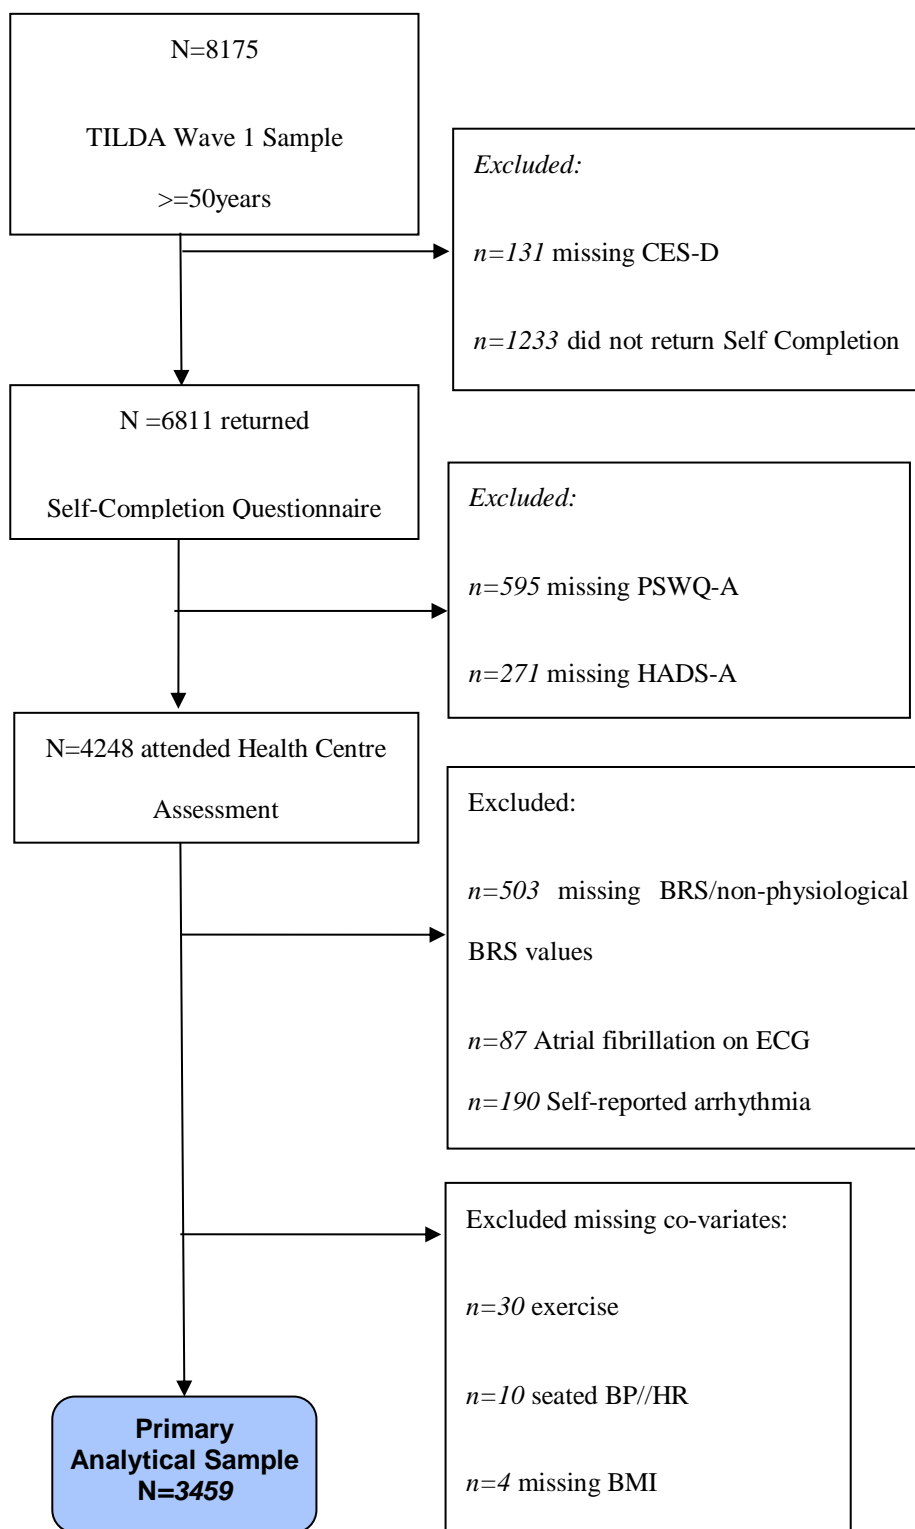 N=8175
TILDA Wave 1 Sample
>=50years
Excluded:
n=131 missing CES-D
n=1233 did not return Self Completion
N =6811 returned
Self-Completion Questionnaire
Excluded:
n=595 missing PSWQ-A
n=271 missing HADS-A
N=4248 attended Health Centre
Assessment
Excluded:
n=503 missing BRS/non-physiological
BRS values
n=87 Atrial fibrillation on ECG
n=190 Self-reported arrhythmia
Excluded missing co-variates:
n=30 exercise
n=10 seated BP//HR
n=4 missing BMI
Primary
Analytical Sample
N=3459